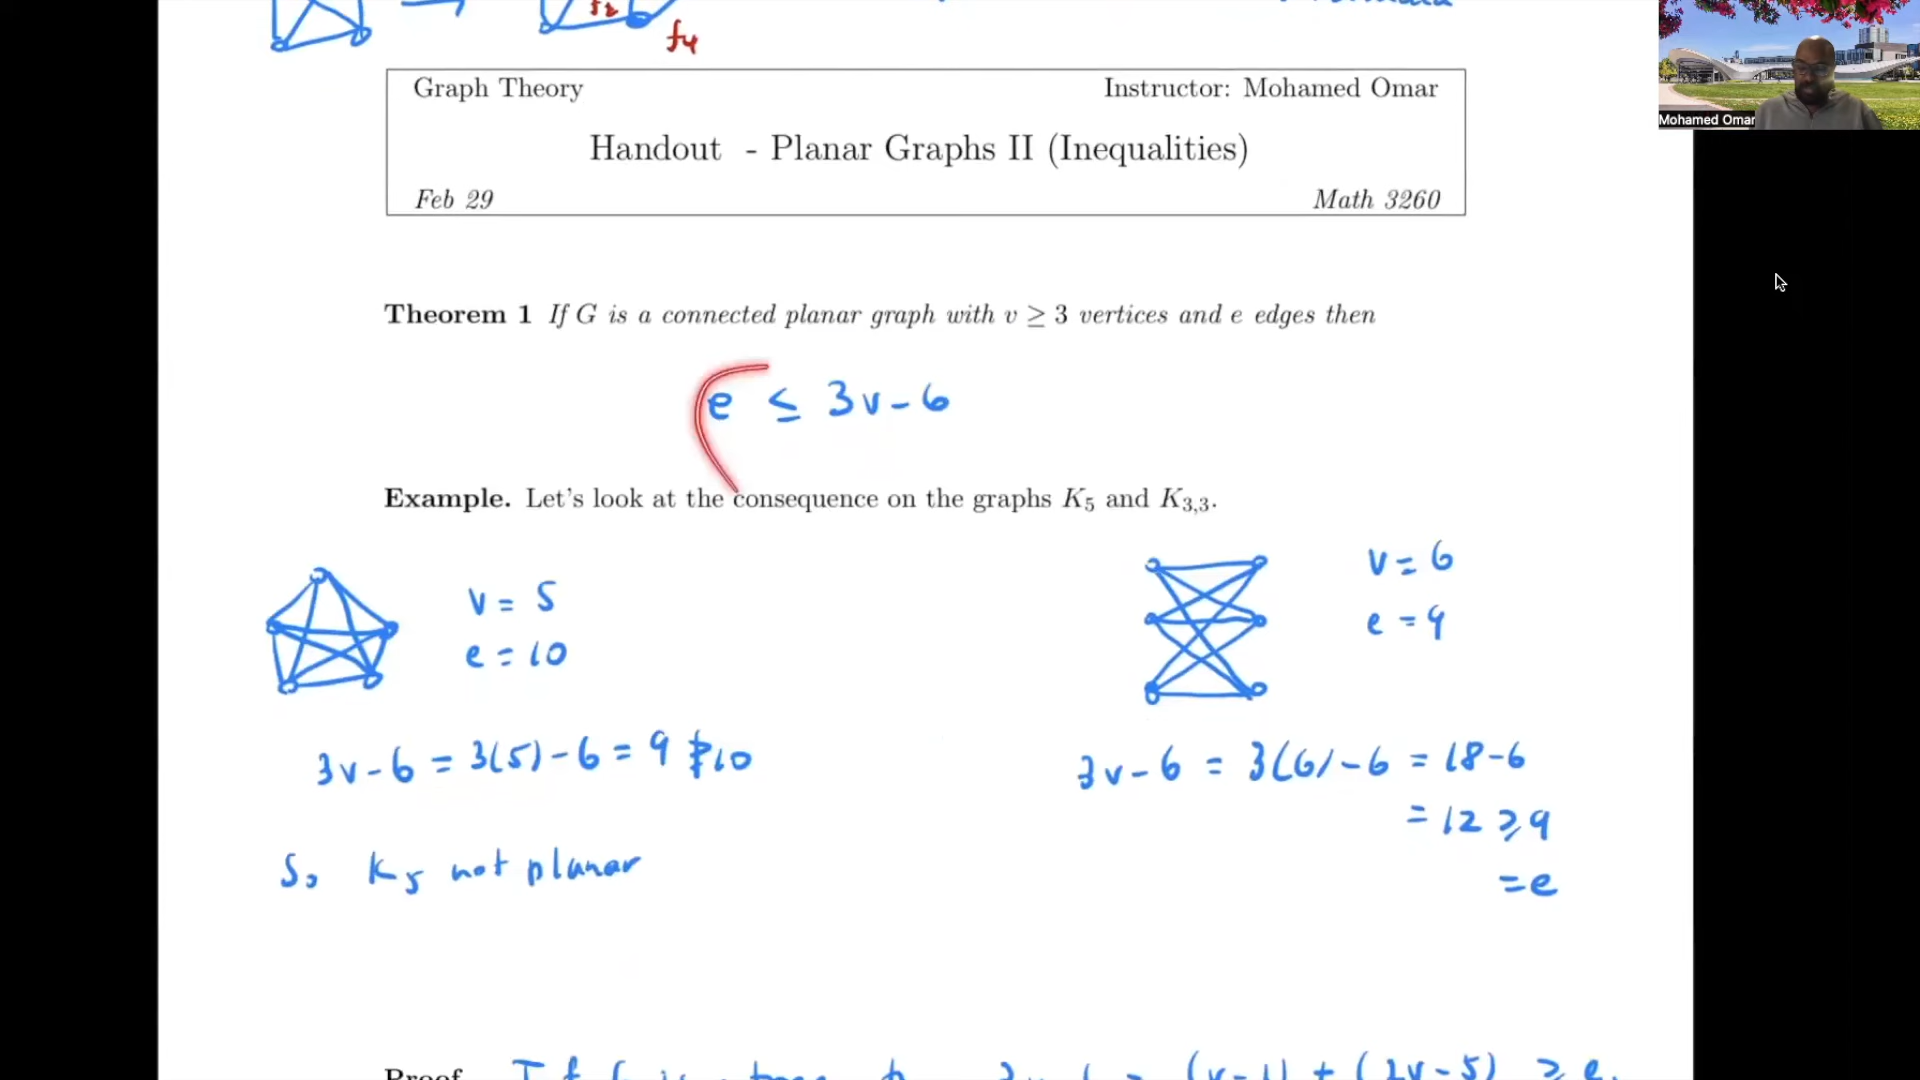 f₂
f₄
Graph Theory Instructor: Mohamed Omar
Handout - Planar Graphs II (Inequalities)
Feb 29 Math 3260
Mohamed Omar
Theorem 1 If G is a connected planar graph with v ≥ 3 vertices and e edges then
e ≤ 3v-6
Example. Let's look at the consequence on the graphs K₅ and K₃,₃.
v = 5
e = 10
v = 6
e = 9
3v-6 = 3(5)-6 = 9 ≱ 10
So K₅ not planar
3v-6 = 3(6)-6 = 18-6
= 12 ≥ 9
= e
Proof